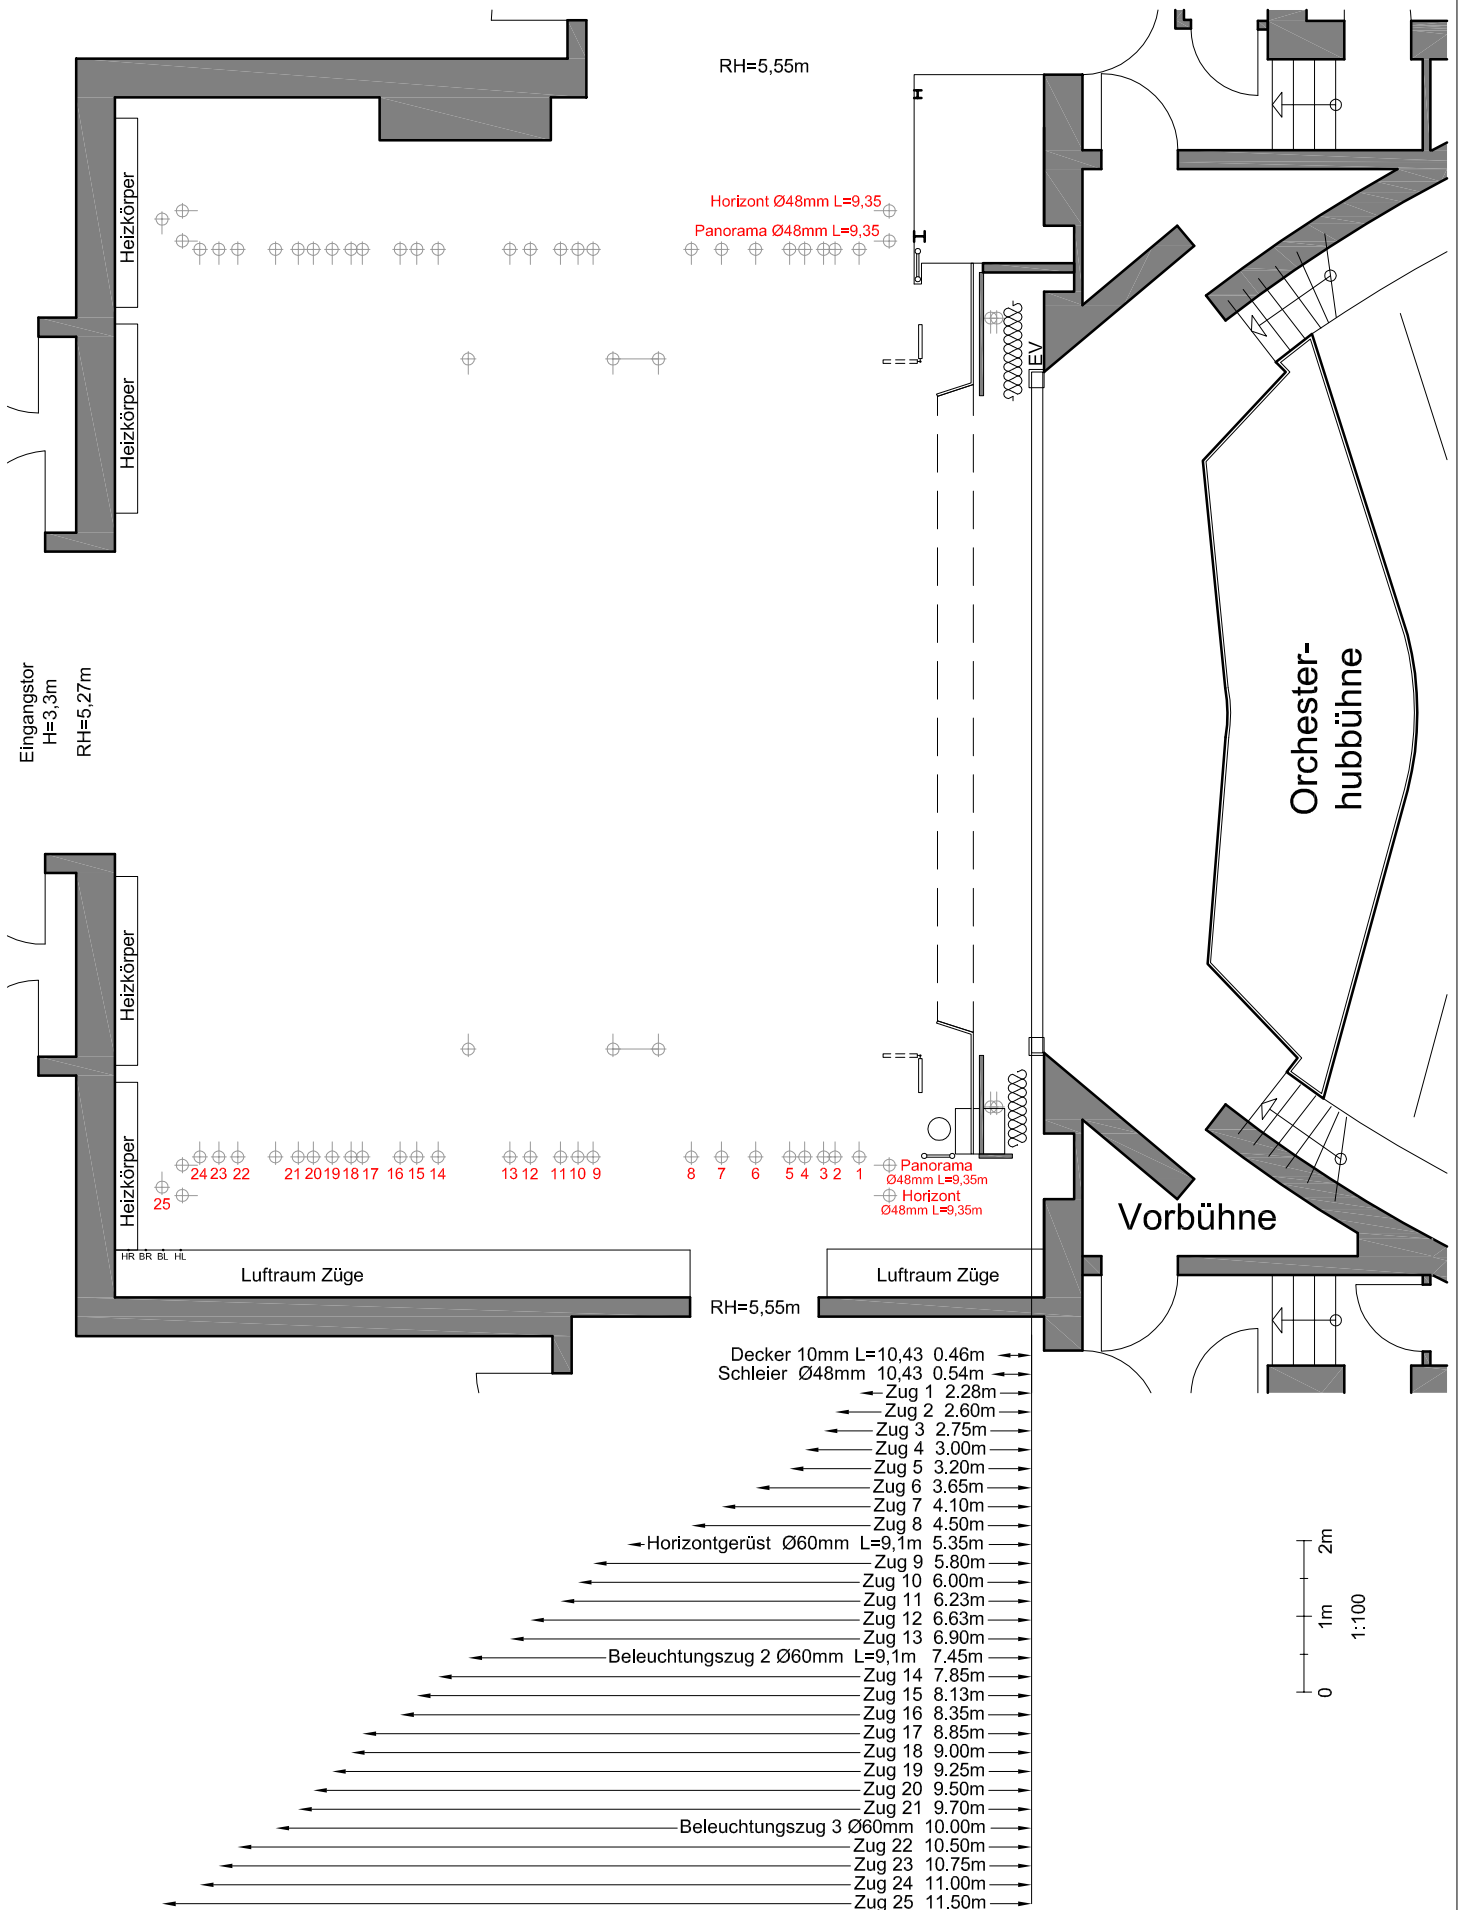 RH=5,55m
Horizont Ø48mm L=9,35
Panorama Ø48mm L=9,35
Heizkörper
Heizkörper
EV
Eingangstor
H=3,3m
RH=5,27m
Orchester-
hubbühne
Heizkörper
Heizkörper
24 23 22 21 20 19 18 17 16 15 14 13 12 11 10 9 8 7 6 5 4 3 2 1
25
Panorama
Ø48mm L=9,35m
Horizont
Ø48mm L=9,35m
Vorbühne
HR BR BL HL
Luftraum Züge
Luftraum Züge
RH=5,55m
Decker 10mm L=10,43 0.46m
Schleier Ø48mm 10,43 0.54m
Zug 1 2.28m
Zug 2 2.60m
Zug 3 2.75m
Zug 4 3.00m
Zug 5 3.20m
Zug 6 3.65m
Zug 7 4.10m
Zug 8 4.50m
Horizontgerüst Ø60mm L=9,1m 5.35m
Zug 9 5.80m
Zug 10 6.00m
Zug 11 6.23m
Zug 12 6.63m
Zug 13 6.90m
Beleuchtungszug 2 Ø60mm L=9,1m 7.45m
Zug 14 7.85m
Zug 15 8.13m
Zug 16 8.35m
Zug 17 8.85m
Zug 18 9.00m
Zug 19 9.25m
Zug 20 9.50m
Zug 21 9.70m
Beleuchtungszug 3 Ø60mm 10.00m
Zug 22 10.50m
Zug 23 10.75m
Zug 24 11.00m
Zug 25 11.50m
0 1m 2m
1:100